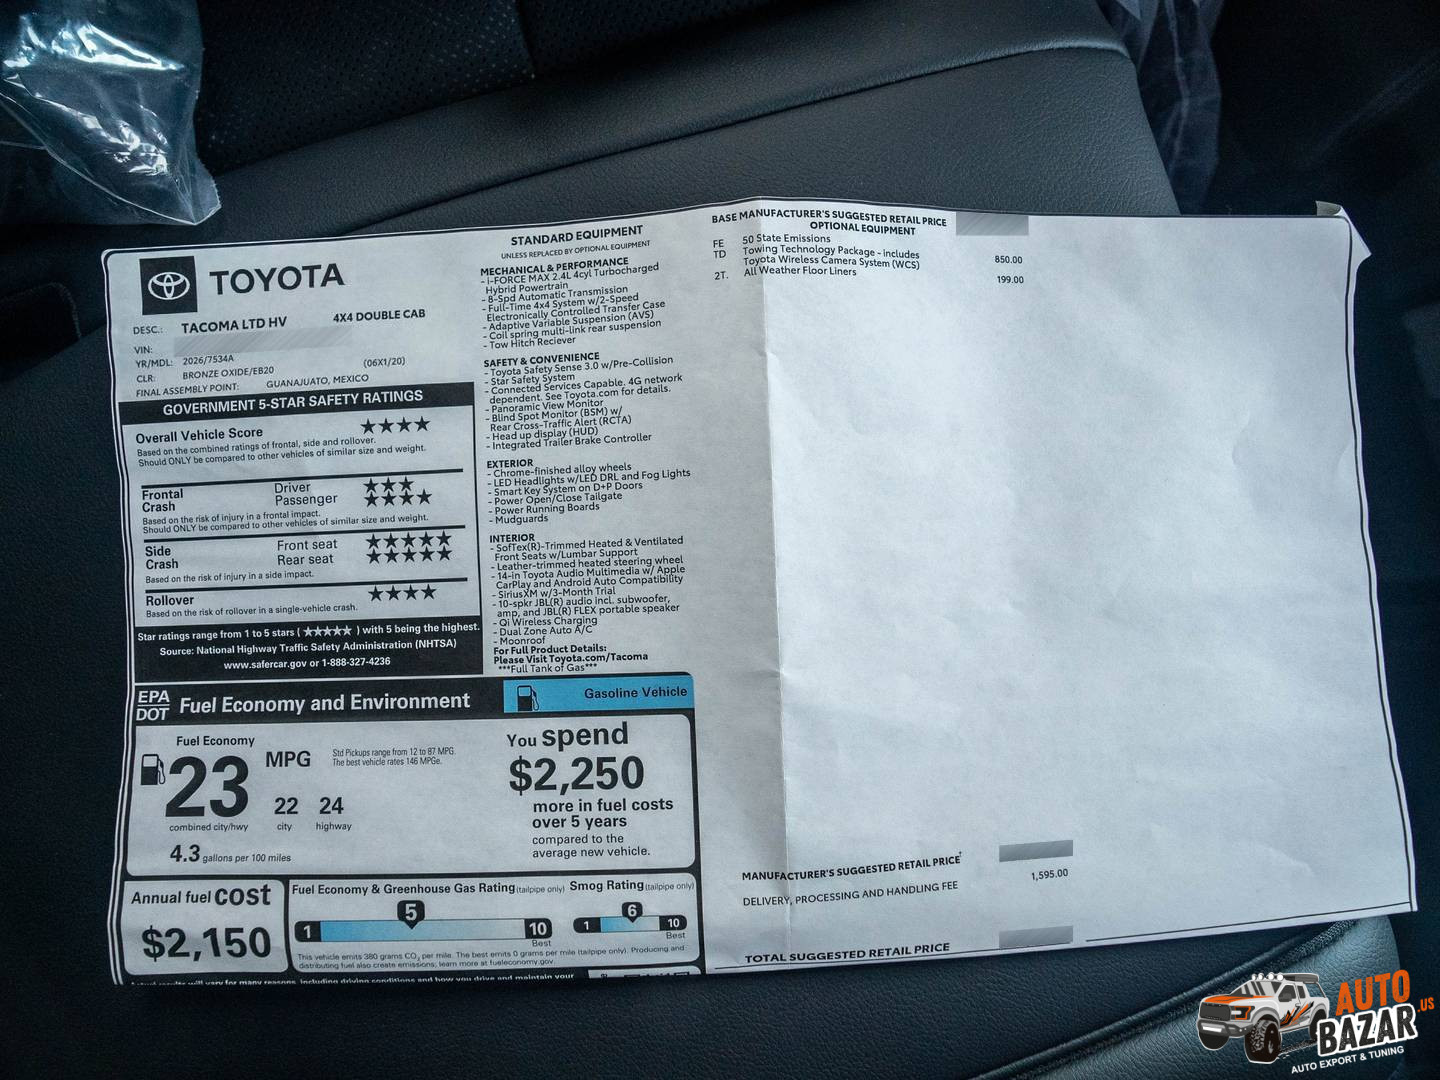 TOYOTA
DESC.: TACOMA LTD HV 4X4 DOUBLE CAB
VIN:
YR/MDL: 2026/7534A (06X1/20)
CLR: BRONZE OXIDE/EB20
FINAL ASSEMBLY POINT: GUANAJUATO, MEXICO
GOVERNMENT 5-STAR SAFETY RATINGS
Overall Vehicle Score ★★★★
Based on the combined ratings of frontal, side and rollover.
Should ONLY be compared to other vehicles of similar size and weight.
Frontal Driver ★★★
Crash Passenger ★★★★
Based on the risk of injury in a frontal impact.
Should ONLY be compared to other vehicles of similar size and weight.
Side Front seat ★★★★★
Crash Rear seat ★★★★★
Based on the risk of injury in a side impact.
Rollover ★★★★
Based on the risk of rollover in a single-vehicle crash.
Star ratings range from 1 to 5 stars (★★★★★) with 5 being the highest.
Source: National Highway Traffic Safety Administration (NHTSA)
www.safercar.gov or 1-888-327-4236
STANDARD EQUIPMENT
UNLESS REPLACED BY OPTIONAL EQUIPMENT
MECHANICAL & PERFORMANCE
- i-FORCE MAX 2.4L 4cyl Turbocharged
Hybrid Powertrain
- 8-Spd Automatic Transmission
- Full-Time 4x4 System w/2-Speed
Electronically Controlled Transfer Case
- Adaptive Variable Suspension (AVS)
- Coil spring multi-link rear suspension
- Tow Hitch Reciever
SAFETY & CONVENIENCE
- Toyota Safety Sense 3.0 w/Pre-Collision
- Star Safety System
- Connected Services Capable. 4G network
dependent. See Toyota.com for details.
- Panoramic View Monitor
- Blind Spot Monitor (BSM) w/
Rear Cross-Traffic Alert (RCTA)
- Head up display (HUD)
- Integrated Trailer Brake Controller
EXTERIOR
- Chrome-finished alloy wheels
- LED Headlights w/LED DRL and Fog Lights
- Smart Key System on D+P Doors
- Power Open/Close Tailgate
- Power Running Boards
- Mudguards
INTERIOR
- SofTex(R)-Trimmed Heated & Ventilated
Front Seats w/Lumbar Support
- Leather-trimmed heated steering wheel
- 14-in Toyota Audio Multimedia w/ Apple
CarPlay and Android Auto Compatibility
- SiriusXM w/3-Month Trial
- 10-spkr JBL(R) audio incl. subwoofer,
amp, and JBL(R) FLEX portable speaker
- Qi Wireless Charging
- Dual Zone Auto A/C
- Moonroof
For Full Product Details:
Please Visit Toyota.com/Tacoma
***Full Tank of Gas***
BASE MANUFACTURER'S SUGGESTED RETAIL PRICE
OPTIONAL EQUIPMENT
FE 50 State Emissions
TD Towing Technology Package - includes 850.00
Toyota Wireless Camera System (WCS)
2T. All Weather Floor Liners 199.00
MANUFACTURER'S SUGGESTED RETAIL PRICE†
DELIVERY, PROCESSING AND HANDLING FEE 1,595.00
TOTAL SUGGESTED RETAIL PRICE
EPA
DOT
Fuel Economy and Environment
Gasoline Vehicle
Fuel Economy
23 MPG
Std Pickups range from 12 to 87 MPG.
The best vehicle rates 146 MPGe.
22 24
combined city/hwy city highway
4.3 gallons per 100 miles
You spend
$2,250
more in fuel costs
over 5 years
compared to the
average new vehicle.
Annual fuel cost
$2,150
Fuel Economy & Greenhouse Gas Rating (tailpipe only)
5
1 10
Best
Smog Rating (tailpipe only)
6
1 10
Best
This vehicle emits 380 grams CO2 per mile. The best emits 0 grams per mile (tailpipe only). Producing and
distributing fuel also create emissions; learn more at fueleconomy.gov.
Actual results will vary for many reasons, including driving conditions and how you drive and maintain your
AUTO
BAZAR.US
AUTO EXPORT & TUNING